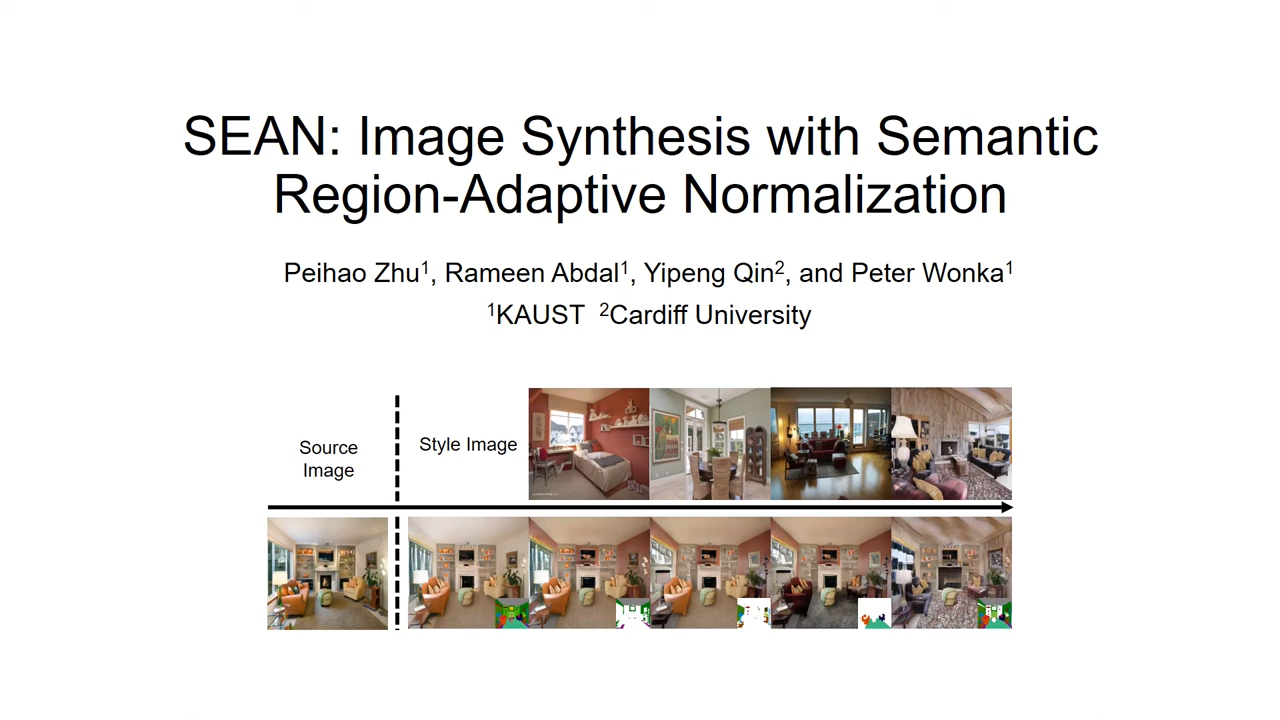 SEAN: Image Synthesis with Semantic
Region-Adaptive Normalization
Peihao Zhu¹, Rameen Abdal¹, Yipeng Qin², and Peter Wonka¹
¹KAUST ²Cardiff University
Source
Image
Style Image